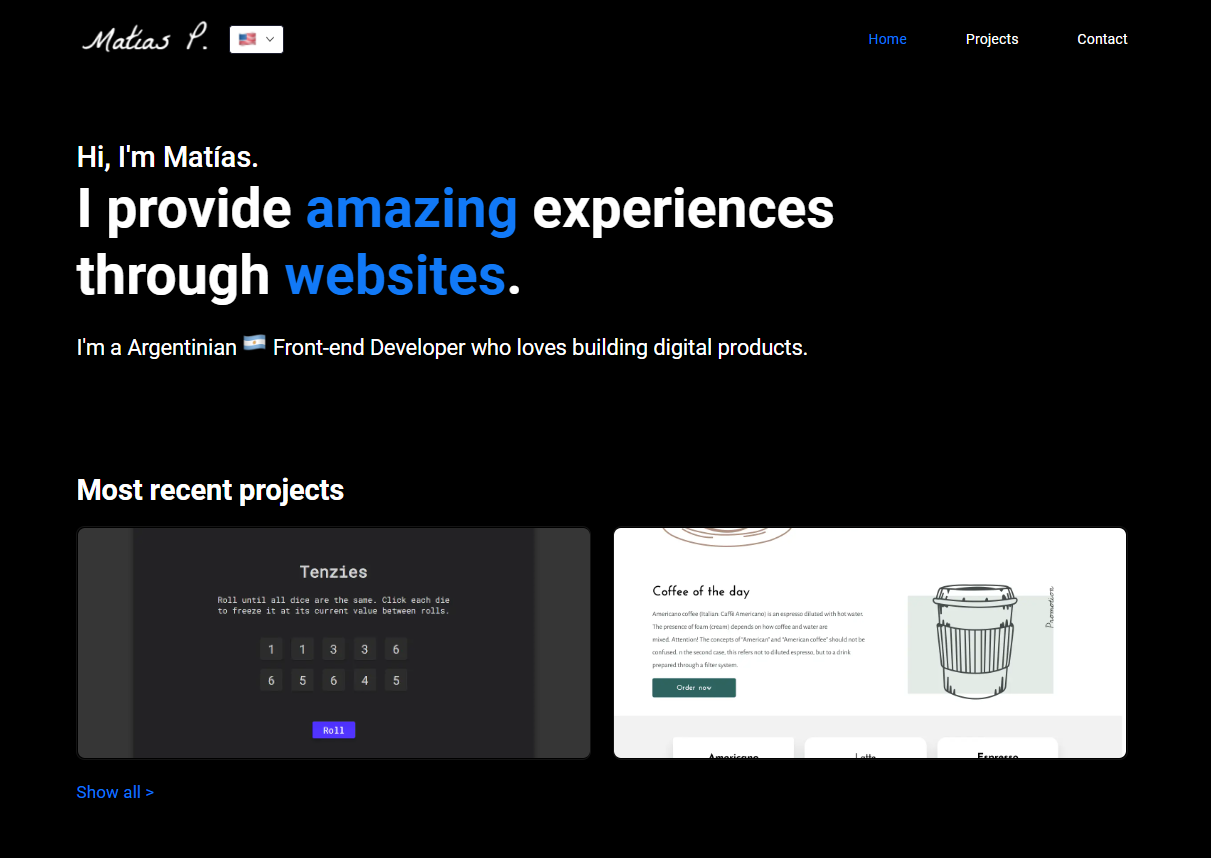 Matías P.
Home
Projects
Contact
Hi, I'm Matías.
I provide amazing experiences
through websites.
I'm a Argentinian 🇦🇷 Front-end Developer who loves building digital products.
Most recent projects
Tenzies
Roll until all dice are the same. Click each die
to freeze it at its current value between rolls.
1 1 3 3 6
6 5 6 4 5
Roll
Coffee of the day
Americano coffee (Italian: Caffè Americano) is an espresso diluted with hot water.
The presence of foam (cream) depends on how coffee and water are
mixed. Attention! The concepts of "American" and "American coffee" should not be
confused. n the second case, this refers not to diluted espresso, but to a drink
prepared through a filter system.
Order now
Promotion
Americano
Latte
Espresso
Show all >